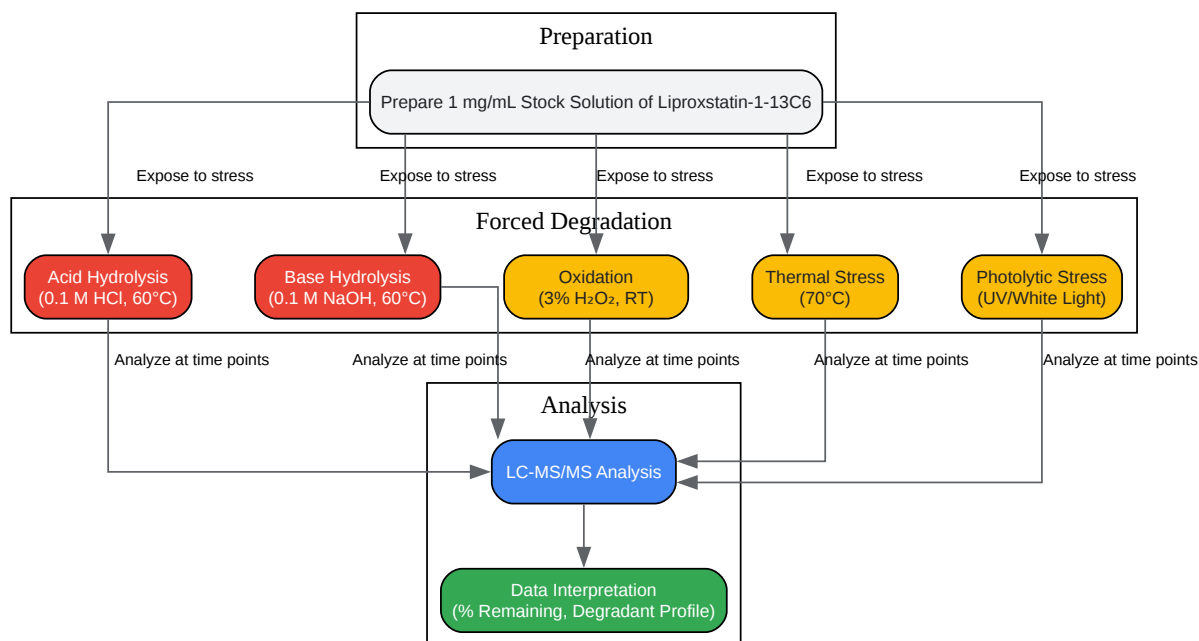 Preparation
Prepare 1 mg/mL Stock Solution of Liproxstatin-1-13C6
Expose to stress
Expose to stress
Expose to stress
Expose to stress
Expose to stress
Forced Degradation
Acid Hydrolysis
(0.1 M HCl, 60°C)
Base Hydrolysis
(0.1 M NaOH, 60°C)
Oxidation
(3% H₂O₂, RT)
Thermal Stress
(70°C)
Photolytic Stress
(UV/White Light)
Analyze at time points
Analyze at time points
Analyze at time points
Analyze at time points
Analyze at time points
Analysis
LC-MS/MS Analysis
Data Interpretation
(% Remaining, Degradant Profile)